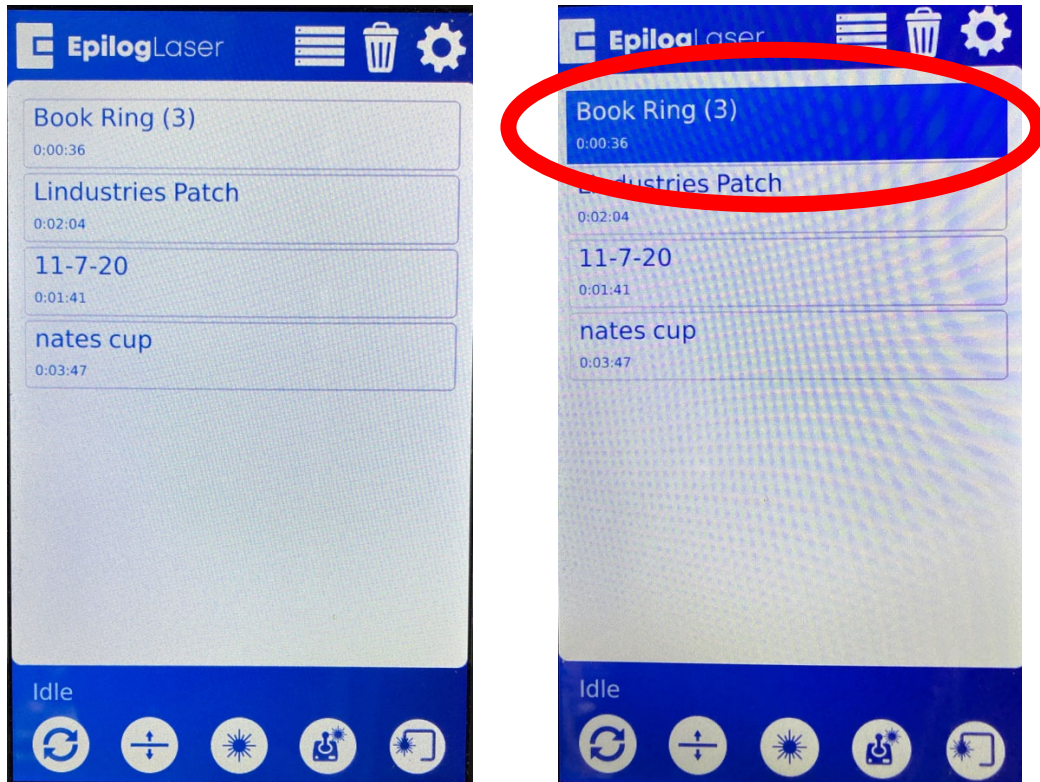 EpilogLaser
Book Ring (3)
0:00:36
Lindustries Patch
0:02:04
11-7-20
0:01:41
nates cup
0:03:47
Idle
EpilogLaser
Book Ring (3)
0:00:36
Lindustries Patch
0:02:04
11-7-20
0:01:41
nates cup
0:03:47
Idle